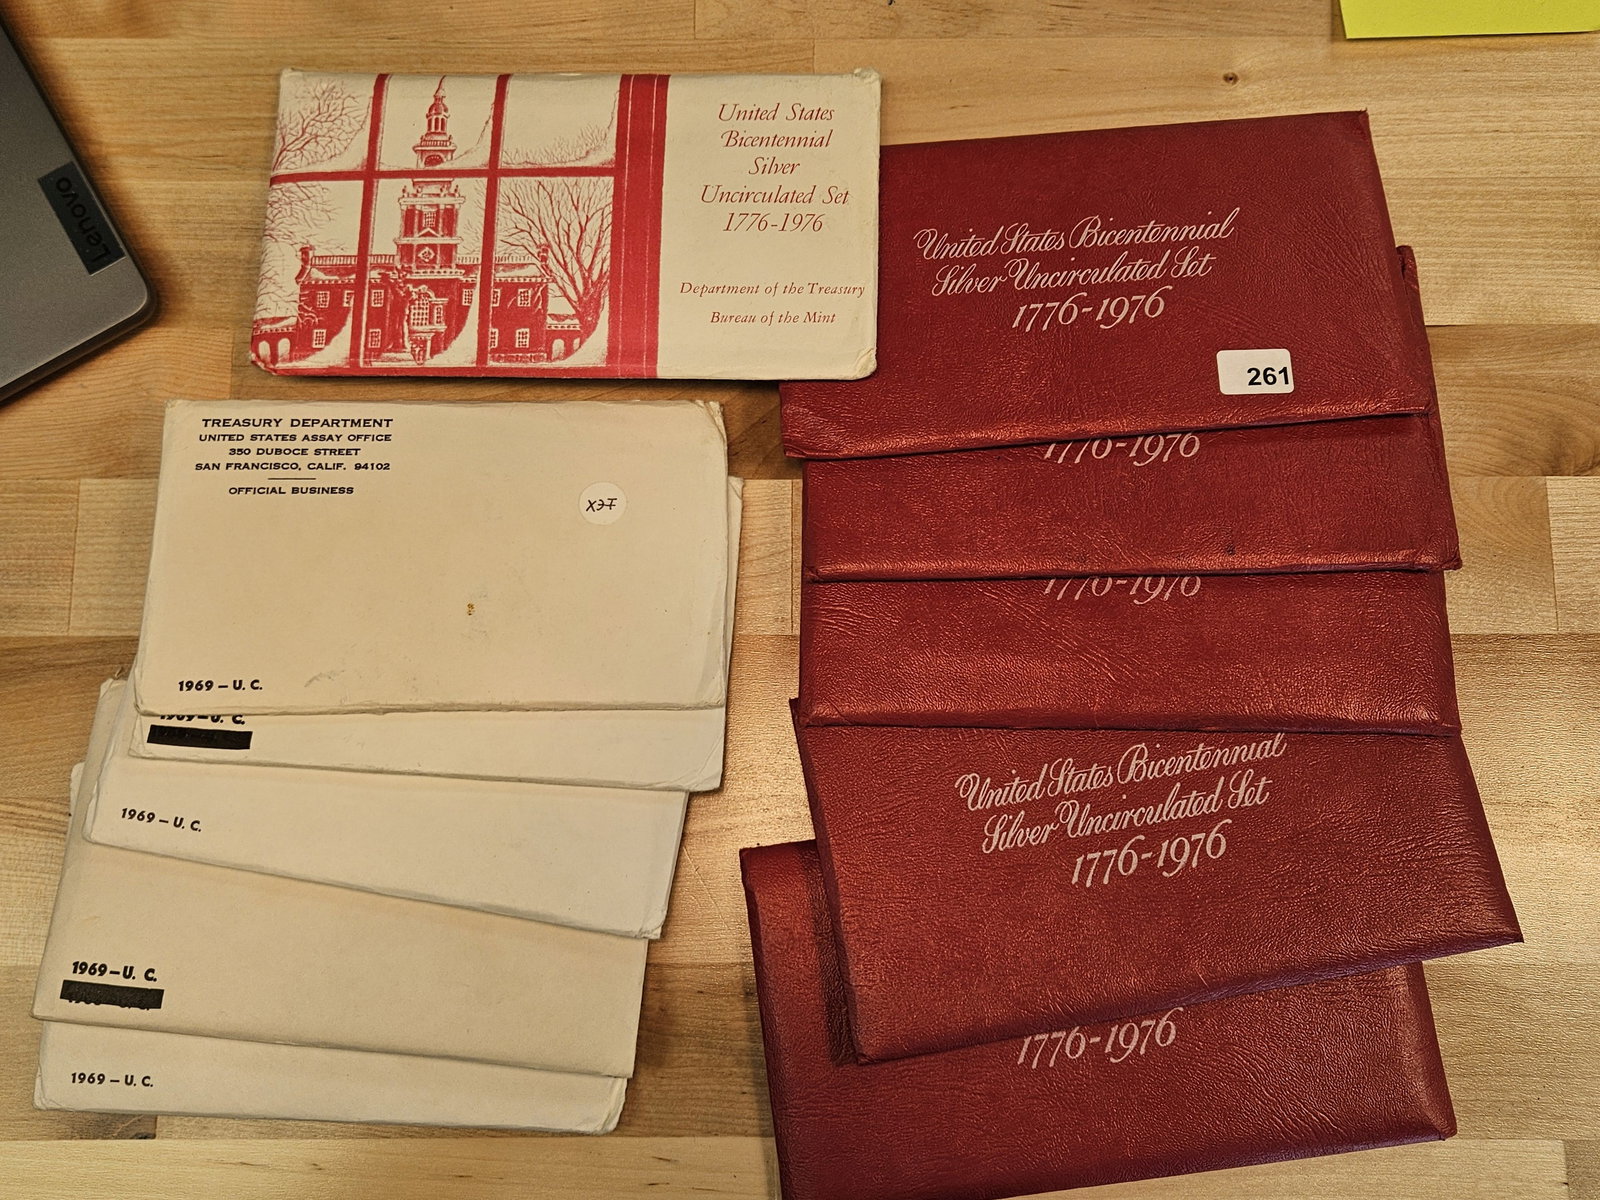 Lenovo
United States
Bicentennial
Silver
Uncirculated Set
1776-1976
Department of the Treasury
Bureau of the Mint
United States Bicentennial
Silver Uncirculated Set
1776-1976
261
1776-1976
1776-1976
United States Bicentennial
Silver Uncirculated Set
1776-1976
1776-1976
TREASURY DEPARTMENT
UNITED STATES ASSAY OFFICE
350 DUBOCE STREET
SAN FRANCISCO, CALIF. 94102
OFFICIAL BUSINESS
1969 – U. C.
1969 – U. C.
1969 – U. C.
1969 – U. C.
1969 – U. C.